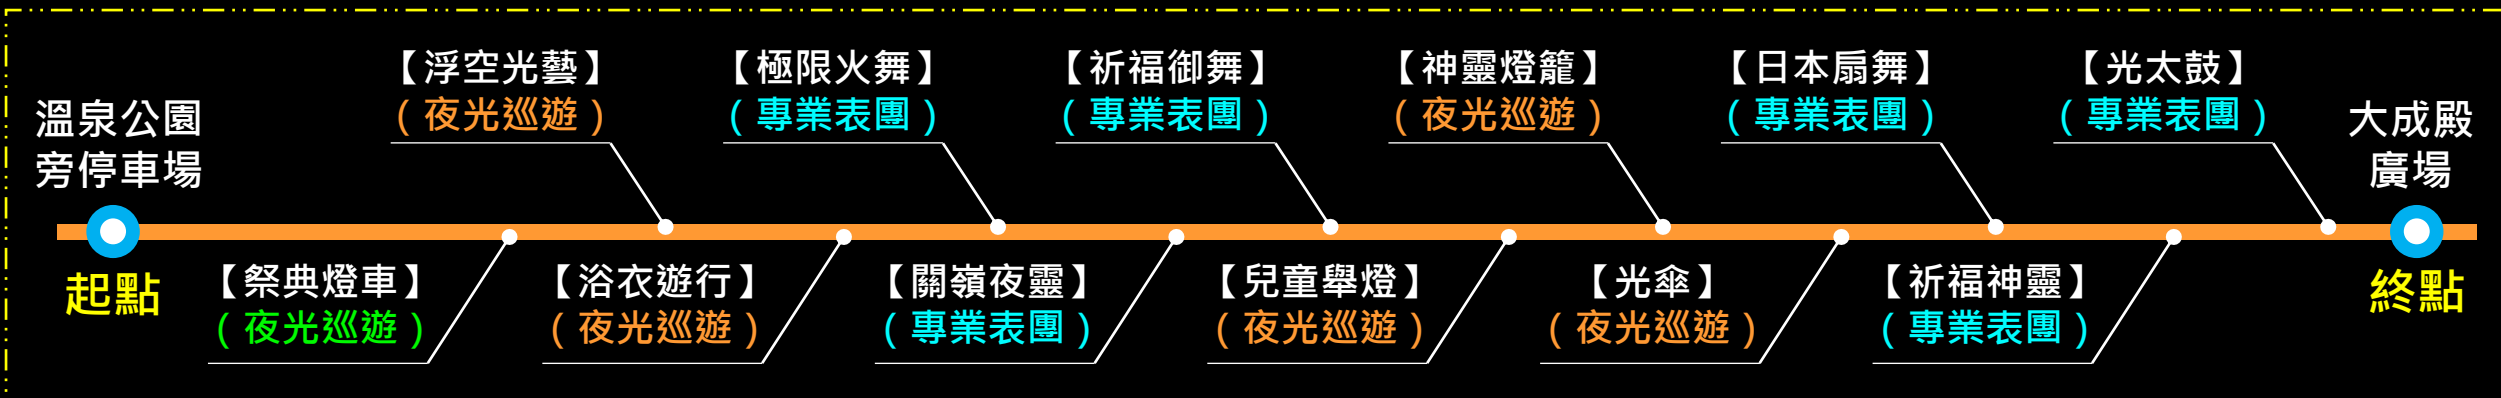 溫泉公園
旁停車場
起點
【祭典燈車】
(夜光巡遊)
【浮空光藝】
(夜光巡遊)
【浴衣遊行】
(夜光巡遊)
【極限火舞】
(專業表團)
【關嶺夜靈】
(專業表團)
【祈福御舞】
(專業表團)
【兒童舉燈】
(夜光巡遊)
【神靈燈籠】
(夜光巡遊)
【光傘】
(夜光巡遊)
【日本扇舞】
(專業表團)
【祈福神靈】
(專業表團)
【光太鼓】
(專業表團)
大成殿
廣場
終點